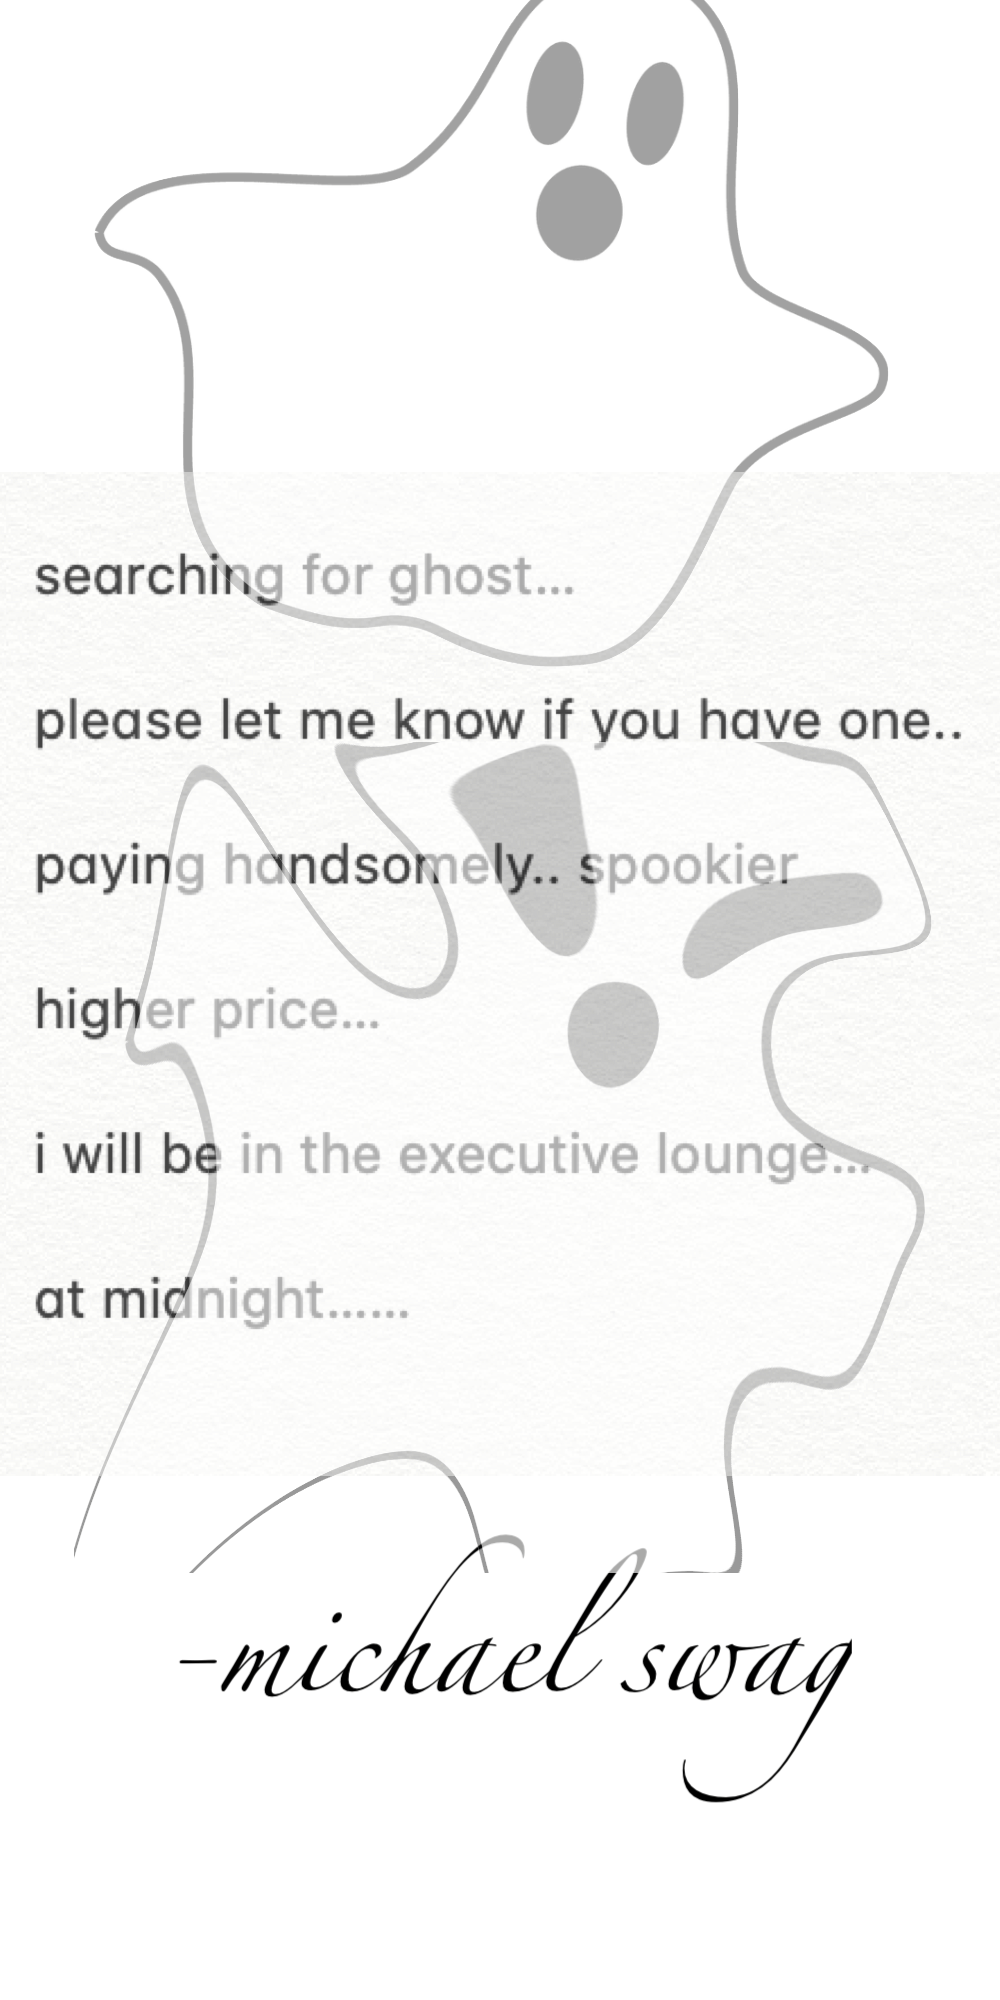 searching for ghost...
please let me know if you have one..
paying handsomely.. spookier
higher price...
i will be in the executive lounge...
at midnight......
-michael swag